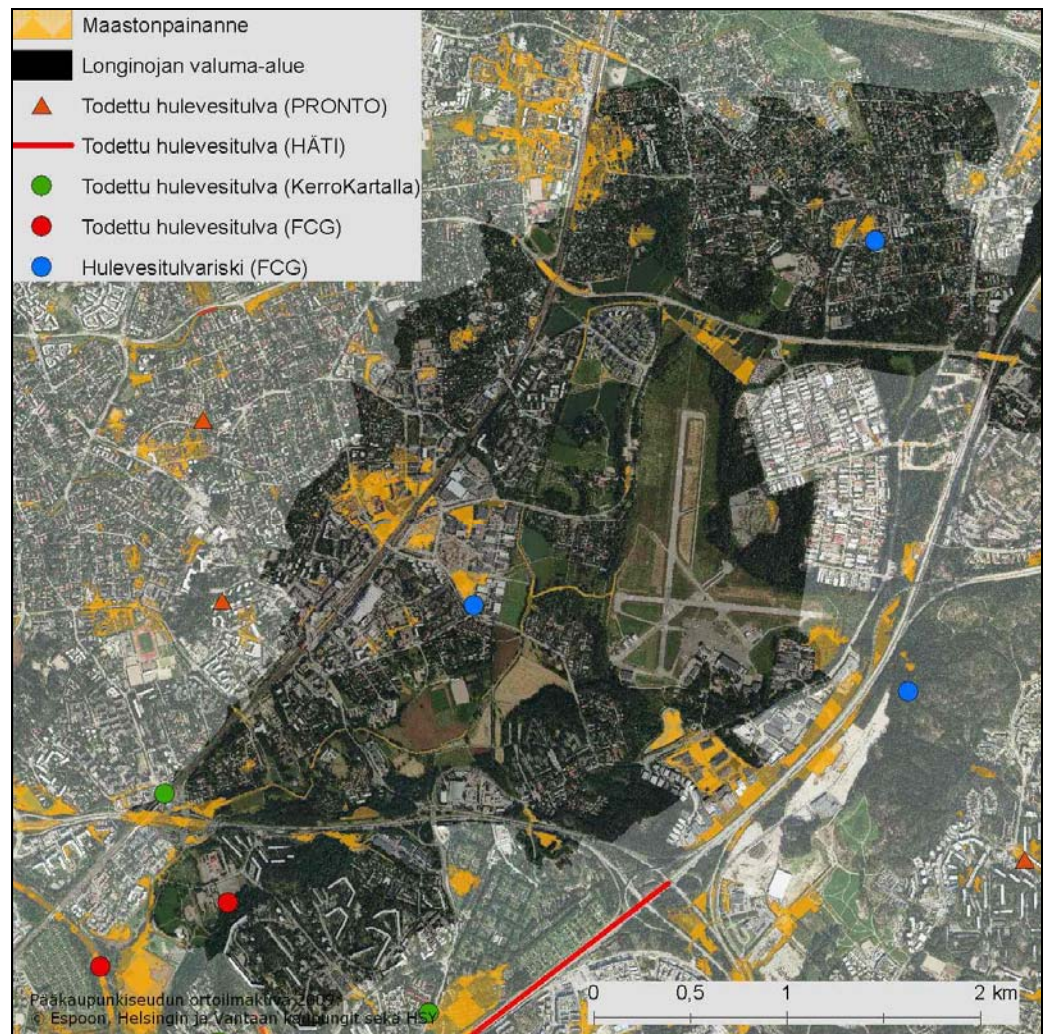 Maastonpainanne
Longinojan valuma-alue
Todettu hulevesitulva (PRONTO)
Todettu hulevesitulva (HÄTI)
Todettu hulevesitulva (KerroKartalla)
Todettu hulevesitulva (FCG)
Hulevesitulvariski (FCG)
0 0,5 1 2 km
Pääkaupunkiseudun ortoilmakuva 2009
© Espoon, Helsingin ja Vantaan kaupungit sekä HSY